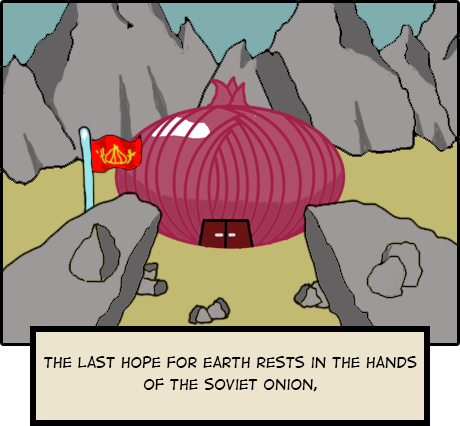 THE LAST HOPE FOR EARTH RESTS IN THE HANDS
OF THE SOVIET ONION,